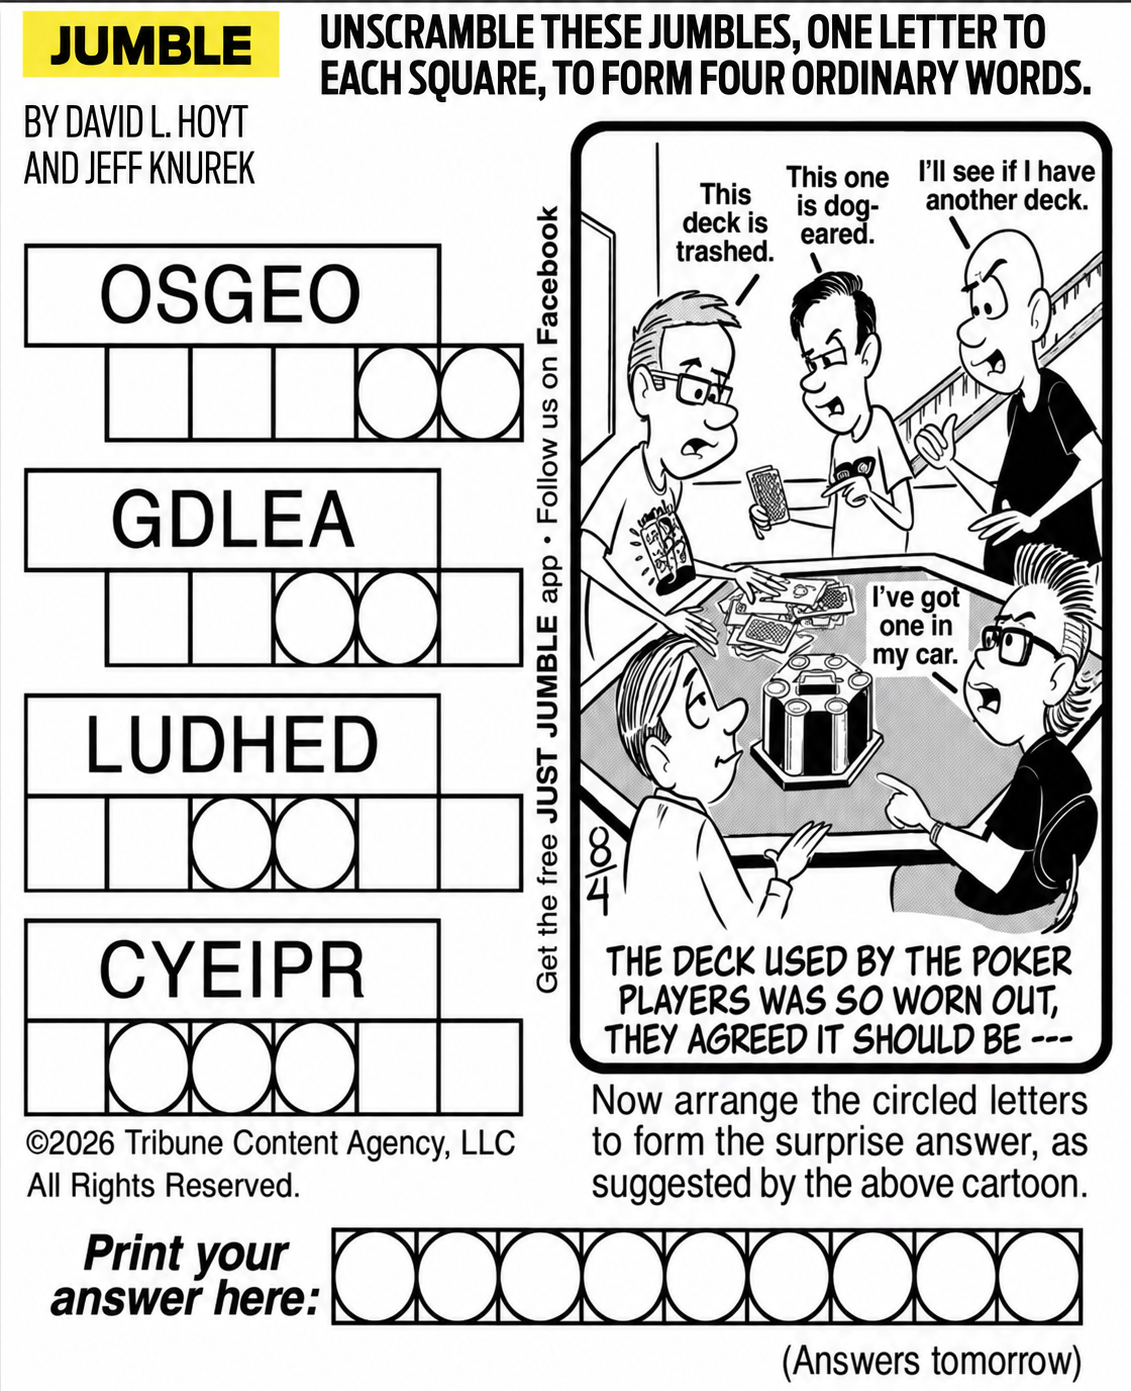 JUMBLE
UNSCRAMBLE THESE JUMBLES, ONE LETTER TO
EACH SQUARE, TO FORM FOUR ORDINARY WORDS.
BY DAVID L. HOYT
AND JEFF KNUREK
OSGEO
GDLEA
LUDHED
CYEIPR
©2026 Tribune Content Agency, LLC
All Rights Reserved.
Get the free JUST JUMBLE app • Follow us on Facebook
This
deck is
trashed.
This one
is dog-
eared.
I'll see if I have
another deck.
I've got
one in
my car.
8/4
THE DECK USED BY THE POKER
PLAYERS WAS SO WORN OUT,
THEY AGREED IT SHOULD BE ---
Now arrange the circled letters
to form the surprise answer, as
suggested by the above cartoon.
Print your
answer here:
(Answers tomorrow)